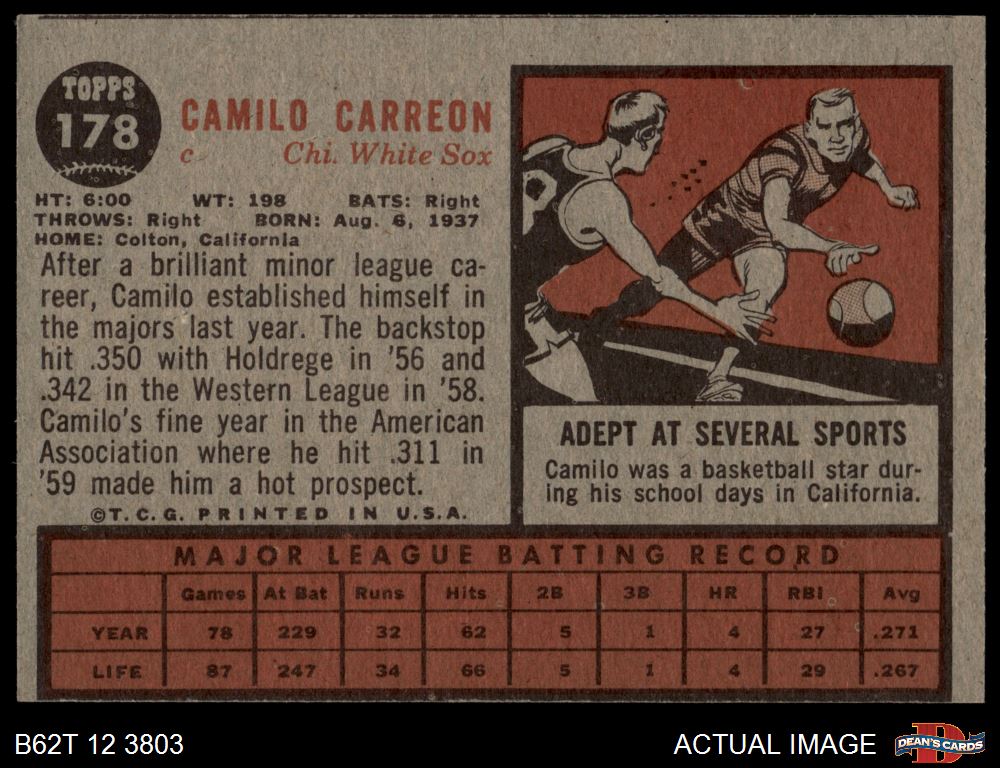 TOPPS
178
CAMILO CARREON
c Chi. White Sox
HT: 6:00 WT: 198 BATS: Right
THROWS: Right BORN: Aug. 6, 1937
HOME: Colton, California
After a brilliant minor league ca-
reer, Camilo established himself in
the majors last year. The backstop
hit .350 with Holdrege in '56 and
.342 in the Western League in '58.
Camilo's fine year in the American
Association where he hit .311 in
'59 made him a hot prospect.
©T.C.G. PRINTED IN U.S.A.
ADEPT AT SEVERAL SPORTS
Camilo was a basketball star dur-
ing his school days in California.
MAJOR LEAGUE BATTING RECORD
Games At Bat Runs Hits 2B 3B HR RBI Avg
YEAR 78 229 32 62 5 1 4 27 .271
LIFE 87 247 34 66 5 1 4 29 .267
B62T 12 3803
ACTUAL IMAGE
DEAN'S CARDS